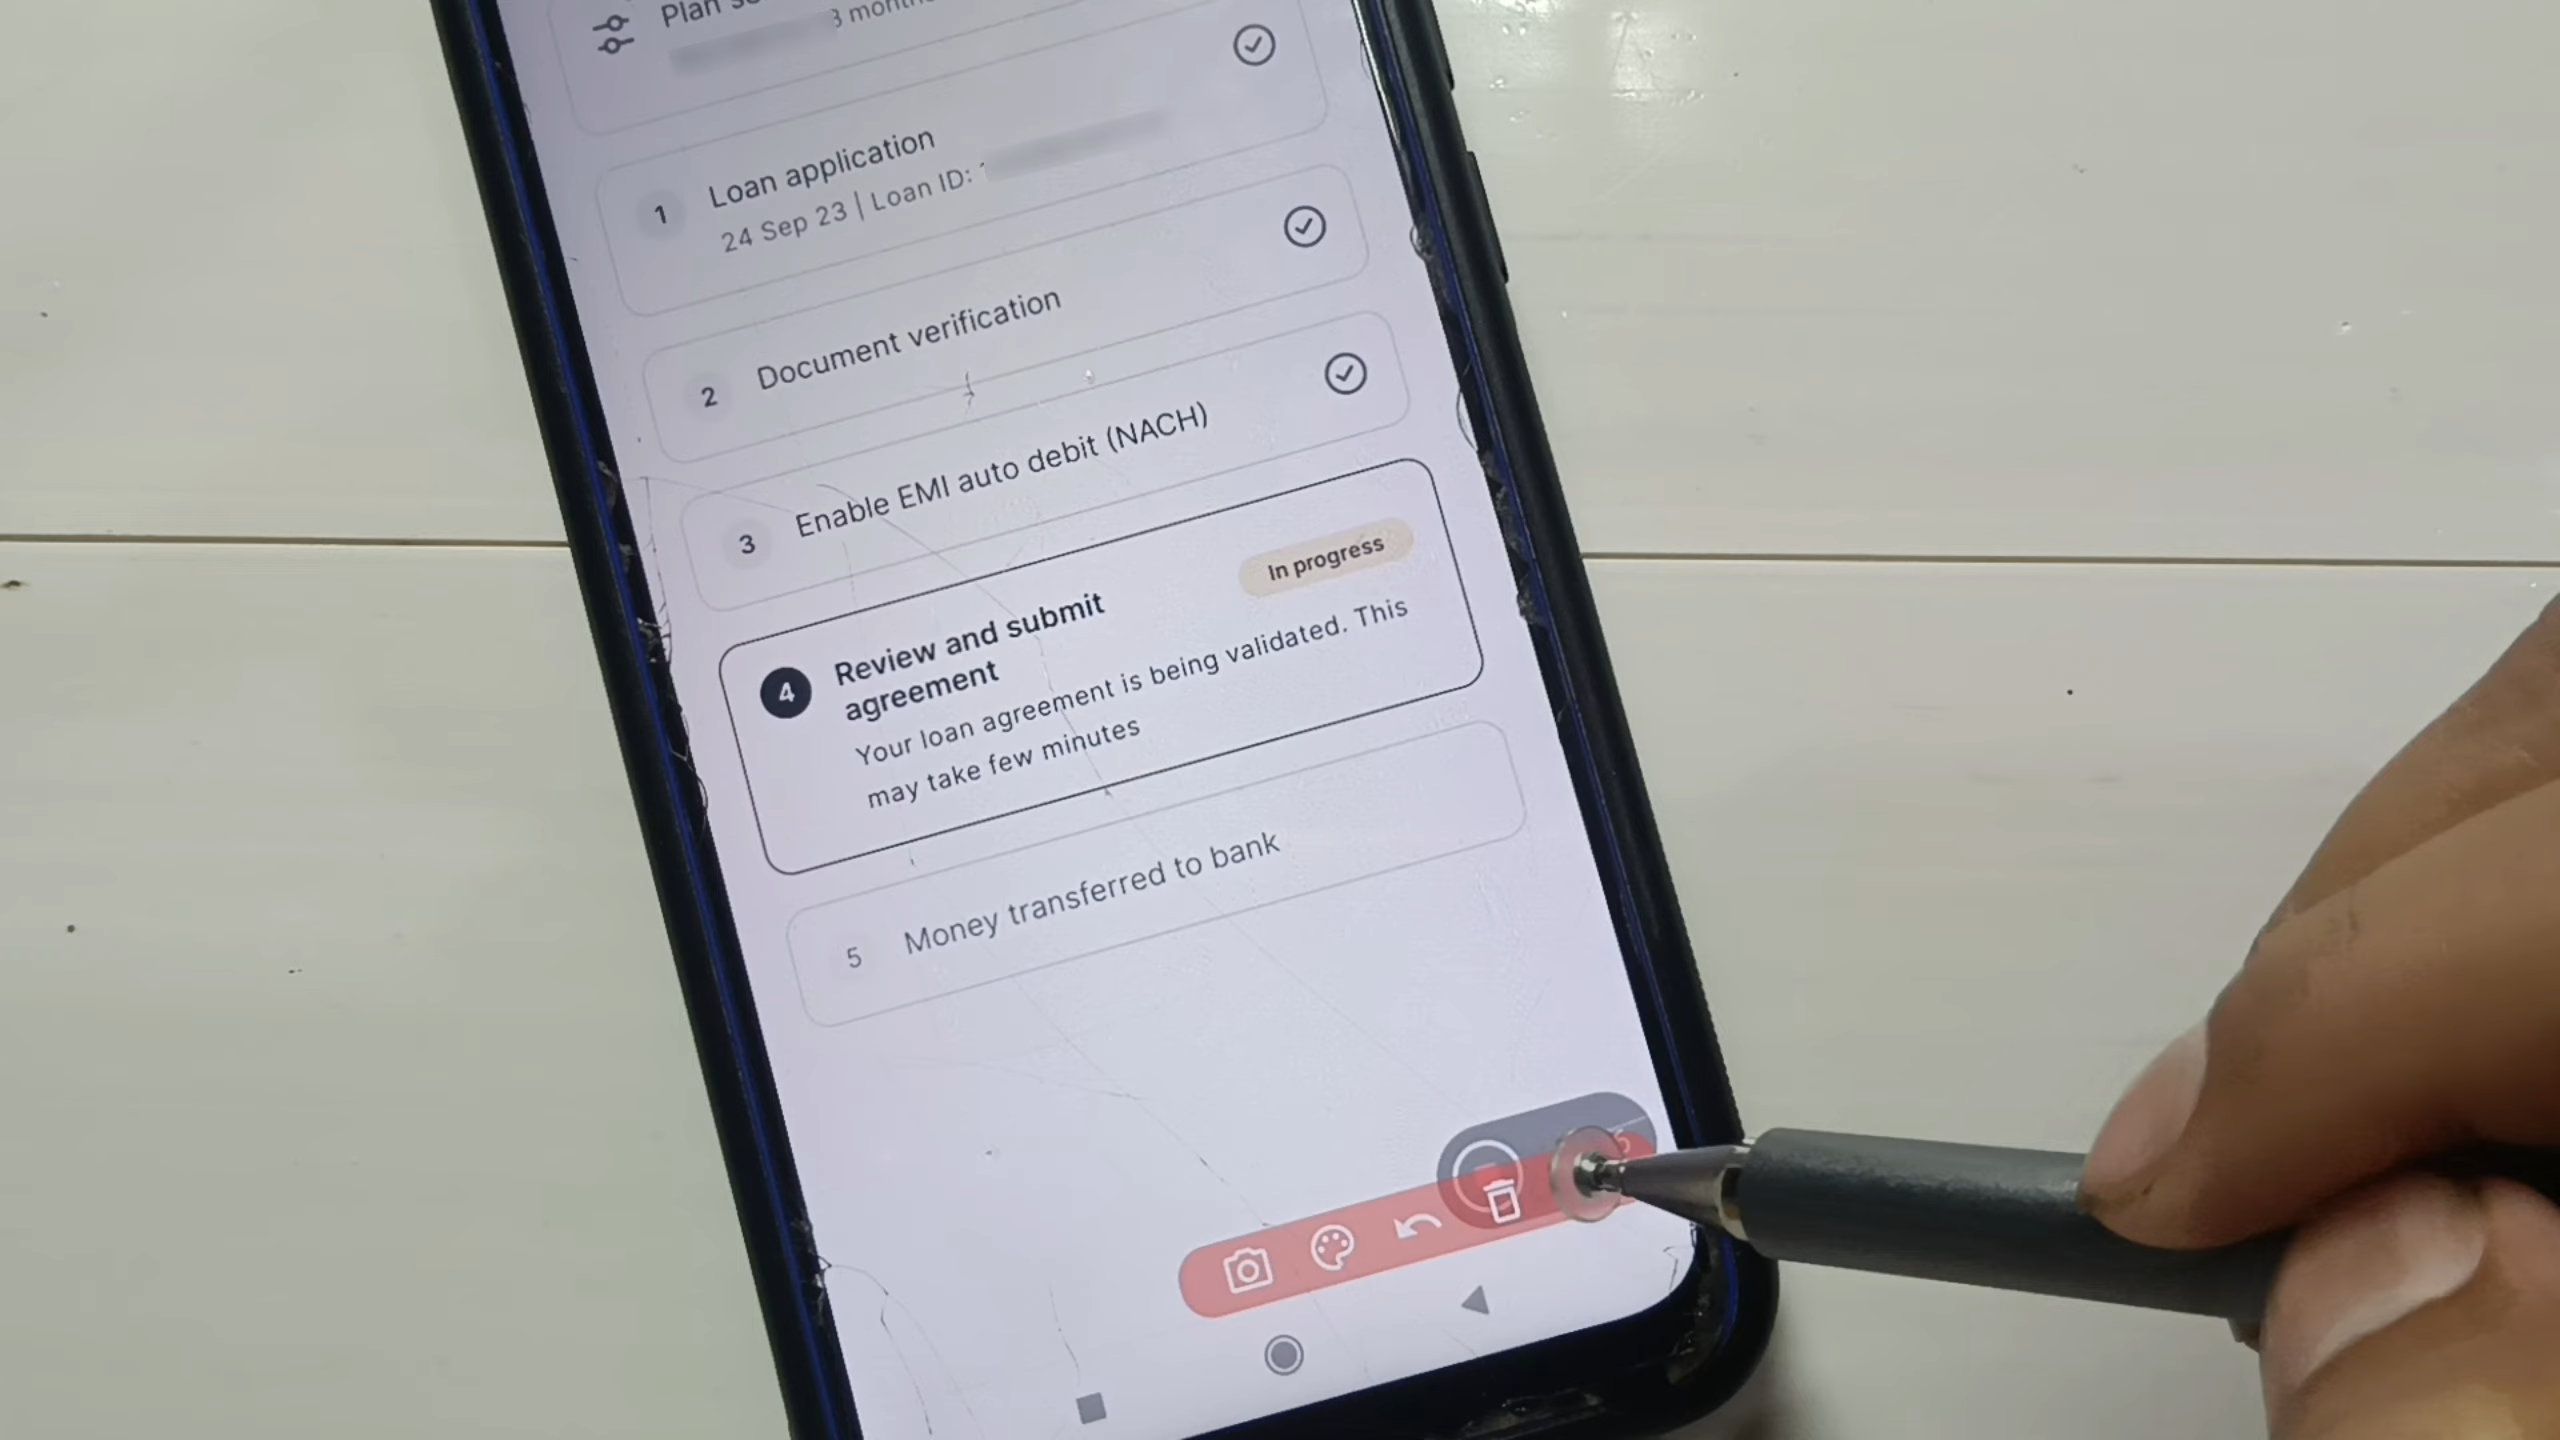 Plan
3 months
1 Loan application
24 Sep 23 | Loan ID:
2 Document verification
3 Enable EMI auto debit (NACH)
In progress
4 Review and submit
agreement
Your loan agreement is being validated. This
may take few minutes
5 Money transferred to bank